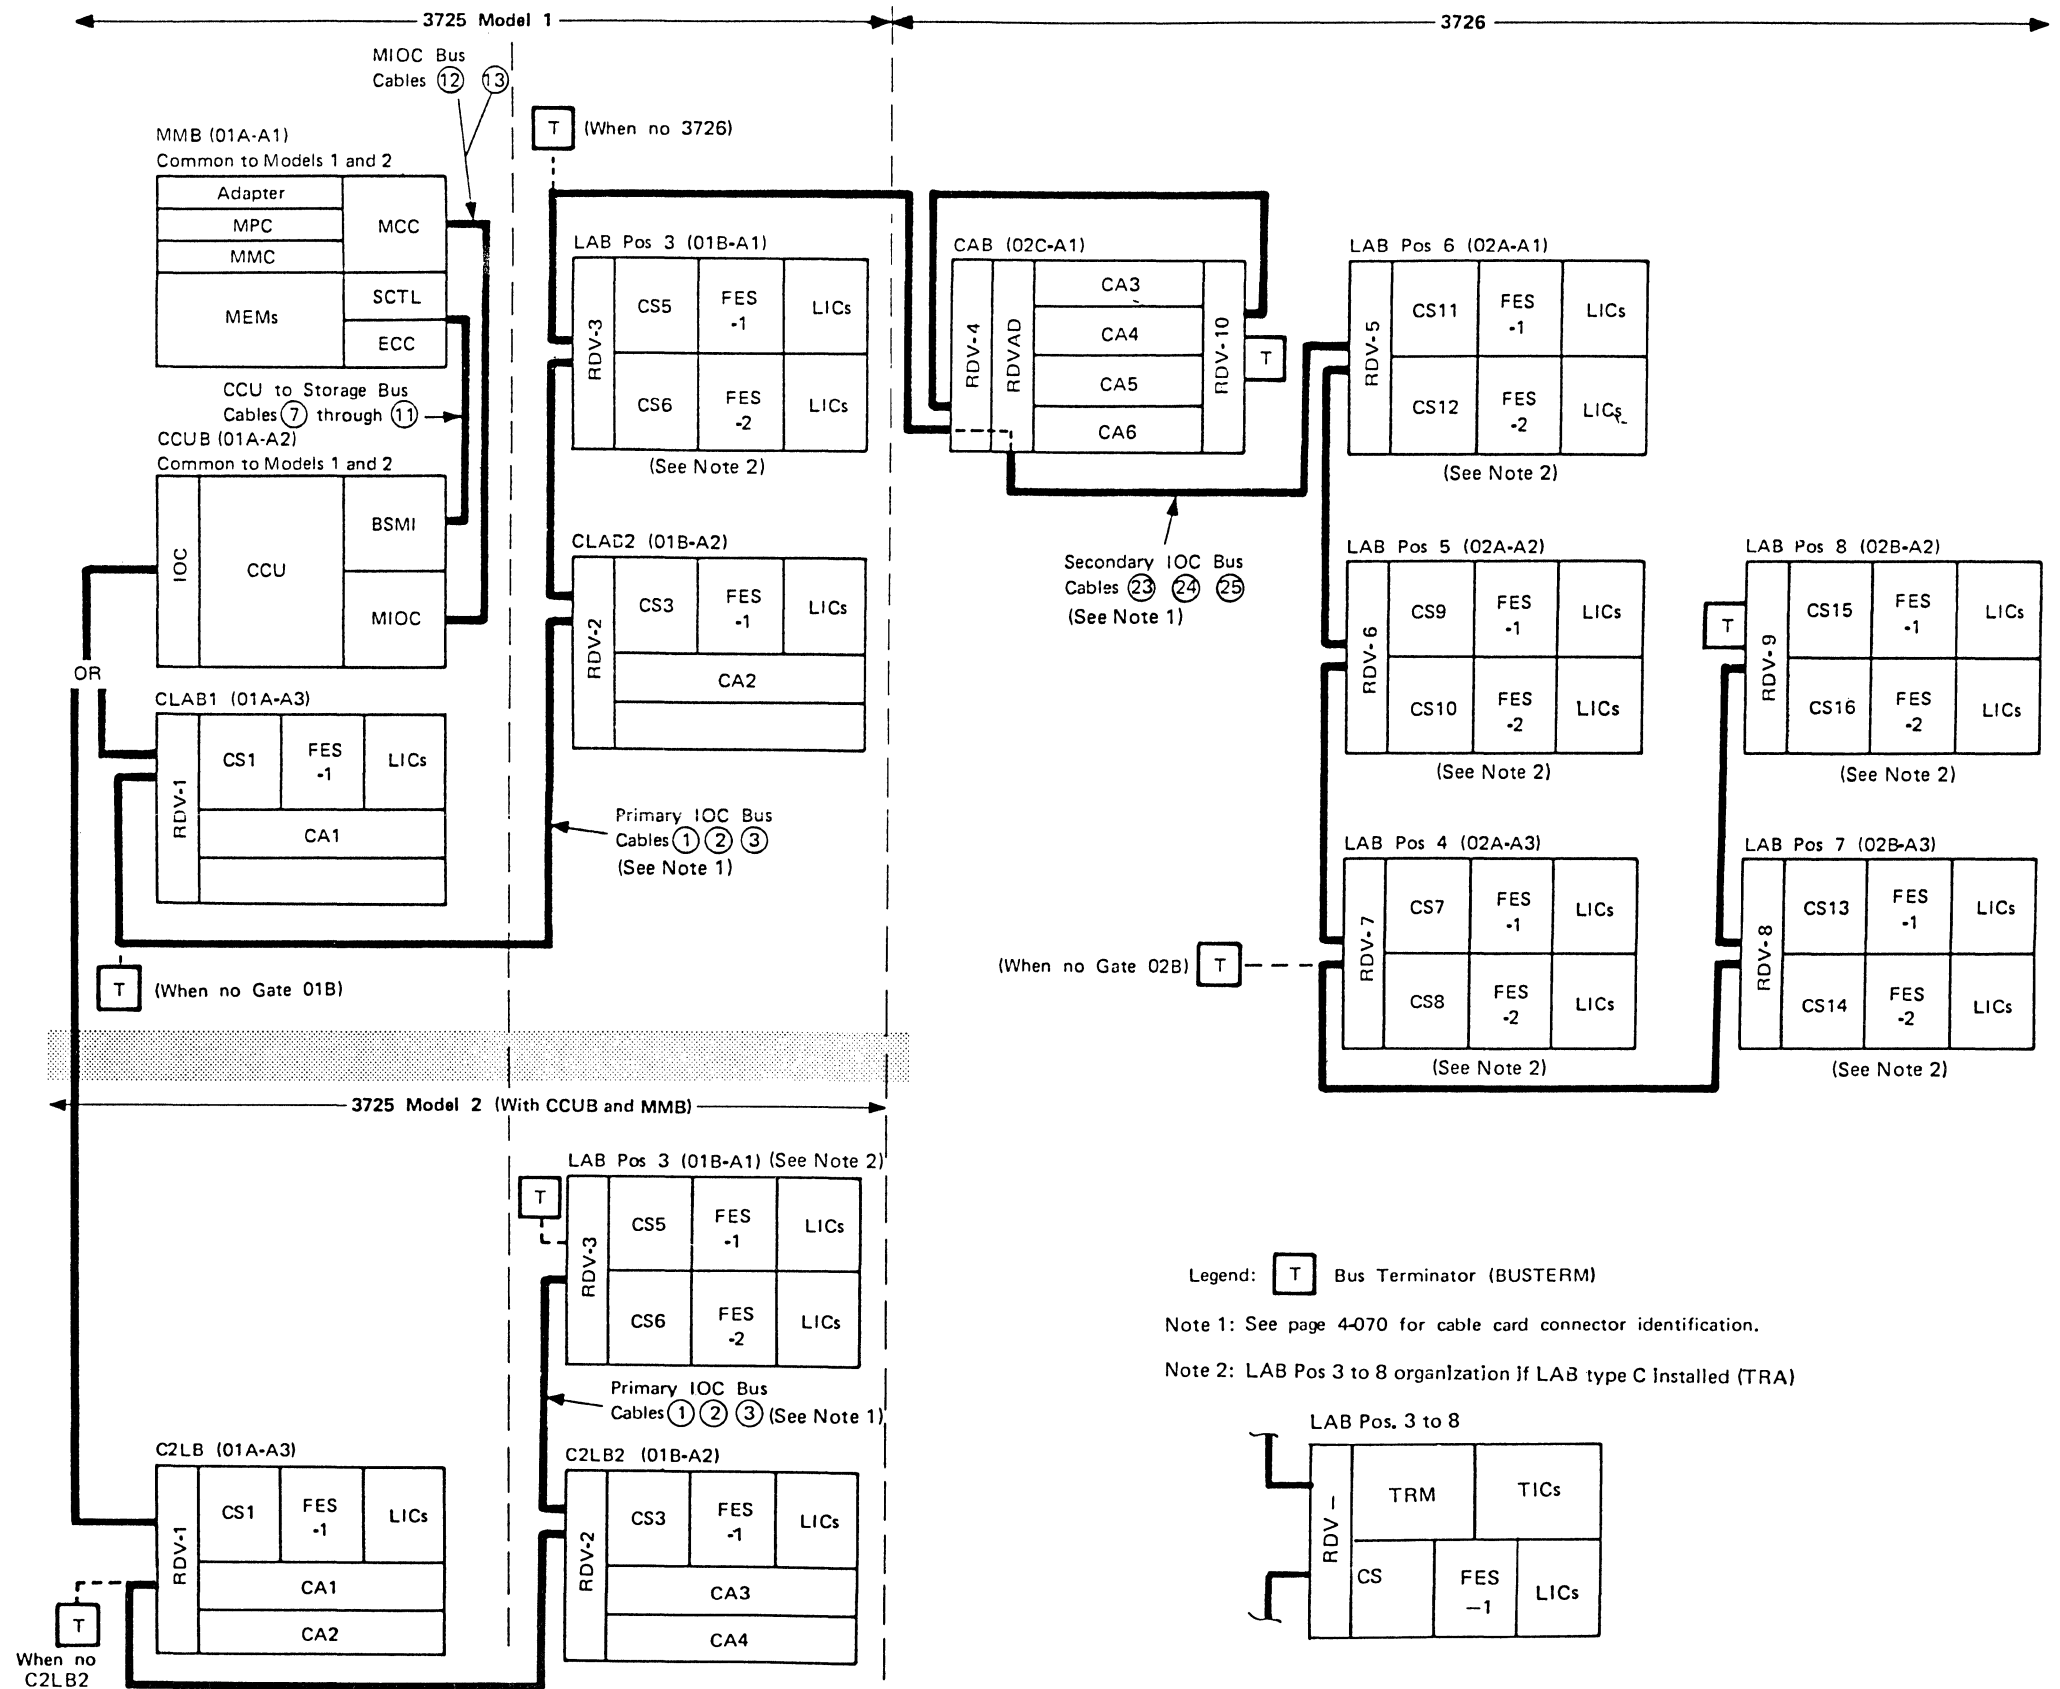 3725 Model 1
3726
MIOC Bus
Cables 12 13
T (When no 3726)
MMB (01A-A1)
Common to Models 1 and 2
Adapter
MPC
MMC
MCC
MEMs
SCTL
ECC
CCU to Storage Bus
Cables 7 through 11
CCUB (01A-A2)
Common to Models 1 and 2
IOC
CCU
BSMI
MIOC
OR
CLAB1 (01A-A3)
RDV-1
CS1
FES
-1
LICs
CA1
T (When no Gate 01B)
LAB Pos 3 (01B-A1)
RDV-3
CS5
FES
-1
LICs
CS6
FES
-2
LICs
(See Note 2)
CLAB2 (01B-A2)
RDV-2
CS3
FES
-1
LICs
CA2
Primary IOC Bus
Cables 1 2 3
(See Note 1)
CAB (02C-A1)
RDV-4
RDVAD
CA3
CA4
CA5
CA6
RDV-10
T
Secondary IOC Bus
Cables 23 24 25
(See Note 1)
LAB Pos 6 (02A-A1)
RDV-5
CS11
FES
-1
LICs
CS12
FES
-2
LICs
(See Note 2)
LAB Pos 5 (02A-A2)
RDV-6
CS9
FES
-1
LICs
CS10
FES
-2
LICs
(See Note 2)
LAB Pos 4 (02A-A3)
RDV-7
CS7
FES
-1
LICs
CS8
FES
-2
LICs
(See Note 2)
(When no Gate 02B) T
LAB Pos 8 (02B-A2)
T
RDV-9
CS15
FES
-1
LICs
CS16
FES
-2
LICs
(See Note 2)
LAB Pos 7 (02B-A3)
RDV-8
CS13
FES
-1
LICs
CS14
FES
-2
LICs
(See Note 2)
3725 Model 2 (With CCUB and MMB)
LAB Pos 3 (01B-A1) (See Note 2)
T
RDV-3
CS5
FES
-1
LICs
CS6
FES
-2
LICs
Primary IOC Bus
Cables 1 2 3 (See Note 1)
C2LB (01A-A3)
RDV-1
CS1
FES
-1
LICs
CA1
CA2
T
When no
C2LB2
C2LB2 (01B-A2)
RDV-2
CS3
FES
-1
LICs
CA3
CA4
Legend: T Bus Terminator (BUSTERM)
Note 1: See page 4-070 for cable card connector identification.
Note 2: LAB Pos 3 to 8 organization if LAB type C installed (TRA)
LAB Pos. 3 to 8
RDV –
TRM
TICs
CS
FES
–1
LICs